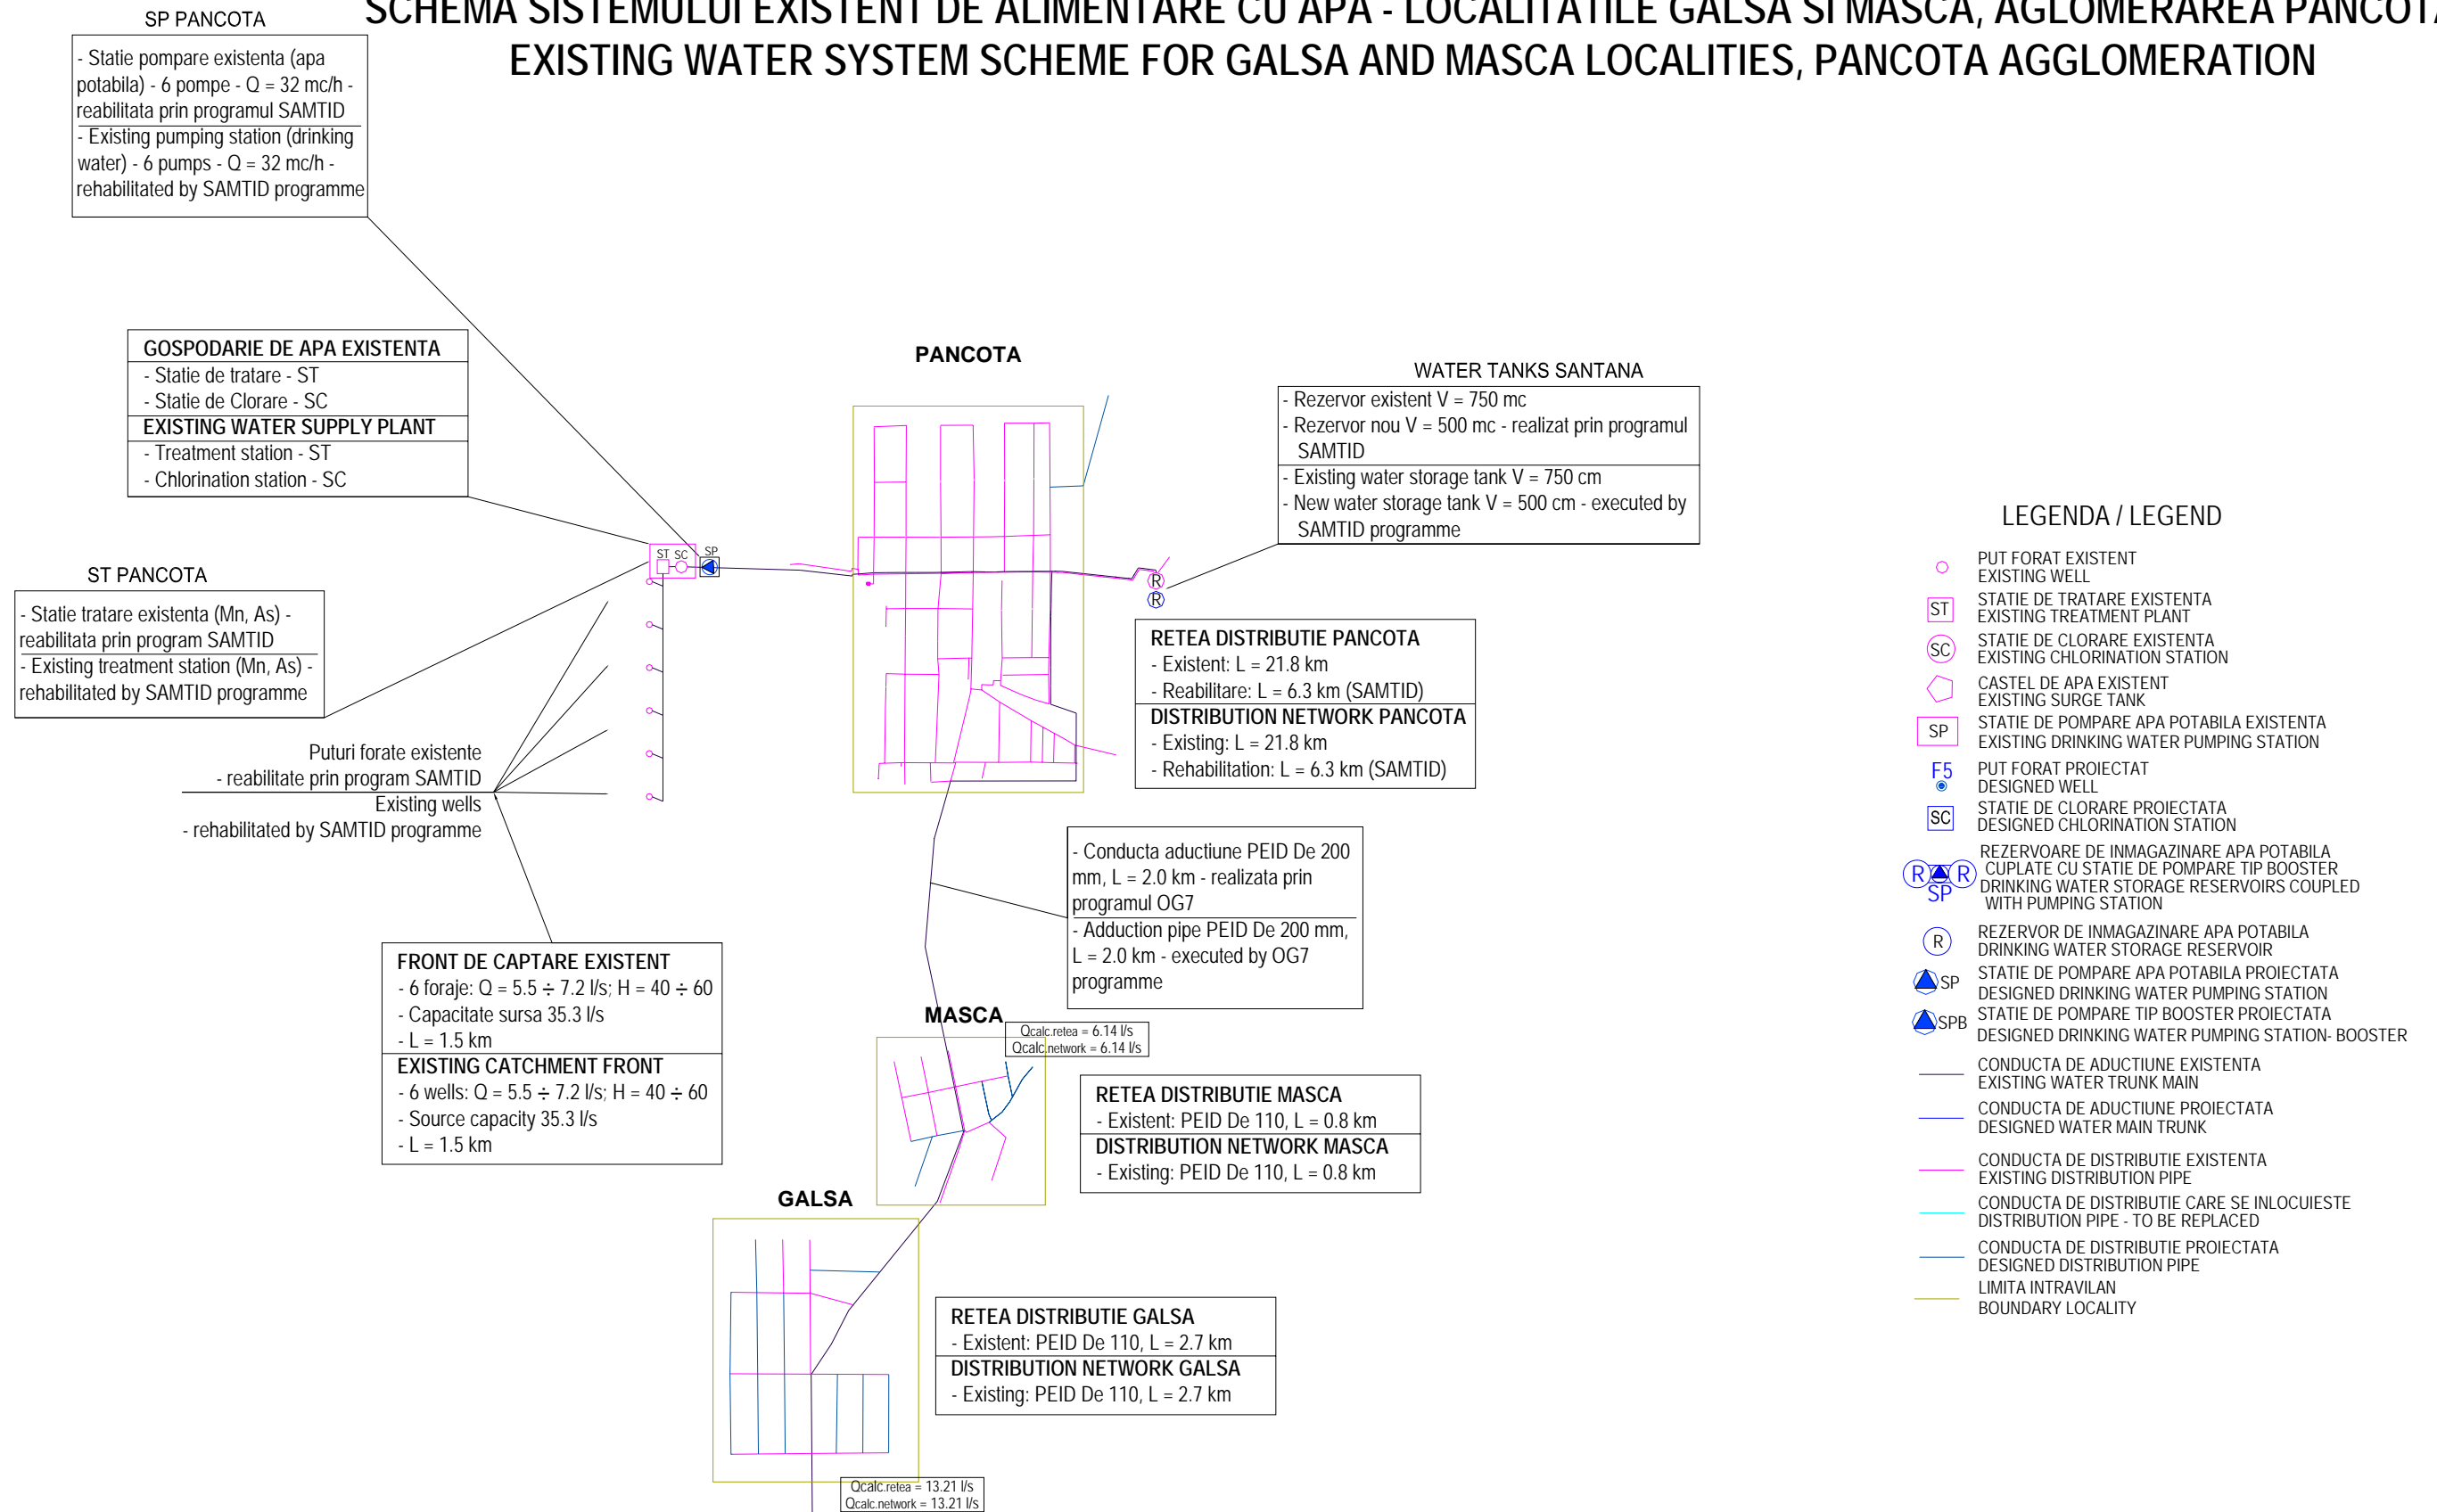 SCHEMA SISTEMULUI EXISTENT DE ALIMENTARE CU APA - LOCALITATILE GALSA SI MASCA, AGLOMERAREA PANCOTA
EXISTING WATER SYSTEM SCHEME FOR GALSA AND MASCA LOCALITIES, PANCOTA AGGLOMERATION
SP PANCOTA
- Statie pompare existenta (apa
potabila) - 6 pompe - Q = 32 mc/h -
reabilitata prin programul SAMTID
- Existing pumping station (drinking
water) - 6 pumps - Q = 32 mc/h -
rehabilitated by SAMTID programme
GOSPODARIE DE APA EXISTENTA
- Statie de tratare - ST
- Statie de Clorare - SC
EXISTING WATER SUPPLY PLANT
- Treatment station - ST
- Chlorination station - SC
ST PANCOTA
- Statie tratare existenta (Mn, As) -
reabilitata prin program SAMTID
- Existing treatment station (Mn, As) -
rehabilitated by SAMTID programme
ST SC SP
Puturi forate existente
- reabilitate prin program SAMTID
Existing wells
- rehabilitated by SAMTID programme
FRONT DE CAPTARE EXISTENT
- 6 foraje: Q = 5.5 ÷ 7.2 l/s; H = 40 ÷ 60
- Capacitate sursa 35.3 l/s
- L = 1.5 km
EXISTING CATCHMENT FRONT
- 6 wells: Q = 5.5 ÷ 7.2 l/s; H = 40 ÷ 60
- Source capacity 35.3 l/s
- L = 1.5 km
PANCOTA
WATER TANKS SANTANA
- Rezervor existent V = 750 mc
- Rezervor nou V = 500 mc - realizat prin programul
SAMTID
- Existing water storage tank V = 750 cm
- New water storage tank V = 500 cm - executed by
SAMTID programme
R
R
RETEA DISTRIBUTIE PANCOTA
- Existent: L = 21.8 km
- Reabilitare: L = 6.3 km (SAMTID)
DISTRIBUTION NETWORK PANCOTA
- Existing: L = 21.8 km
- Rehabilitation: L = 6.3 km (SAMTID)
- Conducta aductiune PEID De 200
mm, L = 2.0 km - realizata prin
programul OG7
- Adduction pipe PEID De 200 mm,
L = 2.0 km - executed by OG7
programme
MASCA
Qcalc.retea = 6.14 l/s
Qcalc.network = 6.14 l/s
RETEA DISTRIBUTIE MASCA
- Existent: PEID De 110, L = 0.8 km
DISTRIBUTION NETWORK MASCA
- Existing: PEID De 110, L = 0.8 km
GALSA
RETEA DISTRIBUTIE GALSA
- Existent: PEID De 110, L = 2.7 km
DISTRIBUTION NETWORK GALSA
- Existing: PEID De 110, L = 2.7 km
Qcalc.retea = 13.21 l/s
Qcalc.network = 13.21 l/s
LEGENDA / LEGEND
PUT FORAT EXISTENT
EXISTING WELL
ST
STATIE DE TRATARE EXISTENTA
EXISTING TREATMENT PLANT
SC
STATIE DE CLORARE EXISTENTA
EXISTING CHLORINATION STATION
CASTEL DE APA EXISTENT
EXISTING SURGE TANK
SP
STATIE DE POMPARE APA POTABILA EXISTENTA
EXISTING DRINKING WATER PUMPING STATION
F5
PUT FORAT PROIECTAT
DESIGNED WELL
SC
STATIE DE CLORARE PROIECTATA
DESIGNED CHLORINATION STATION
R R
SP
REZERVOARE DE INMAGAZINARE APA POTABILA
CUPLATE CU STATIE DE POMPARE TIP BOOSTER
DRINKING WATER STORAGE RESERVOIRS COUPLED
WITH PUMPING STATION
R
REZERVOR DE INMAGAZINARE APA POTABILA
DRINKING WATER STORAGE RESERVOIR
SP
STATIE DE POMPARE APA POTABILA PROIECTATA
DESIGNED DRINKING WATER PUMPING STATION
SPB
STATIE DE POMPARE TIP BOOSTER PROIECTATA
DESIGNED DRINKING WATER PUMPING STATION- BOOSTER
CONDUCTA DE ADUCTIUNE EXISTENTA
EXISTING WATER TRUNK MAIN
CONDUCTA DE ADUCTIUNE PROIECTATA
DESIGNED WATER MAIN TRUNK
CONDUCTA DE DISTRIBUTIE EXISTENTA
EXISTING DISTRIBUTION PIPE
CONDUCTA DE DISTRIBUTIE CARE SE INLOCUIESTE
DISTRIBUTION PIPE - TO BE REPLACED
CONDUCTA DE DISTRIBUTIE PROIECTATA
DESIGNED DISTRIBUTION PIPE
LIMITA INTRAVILAN
BOUNDARY LOCALITY